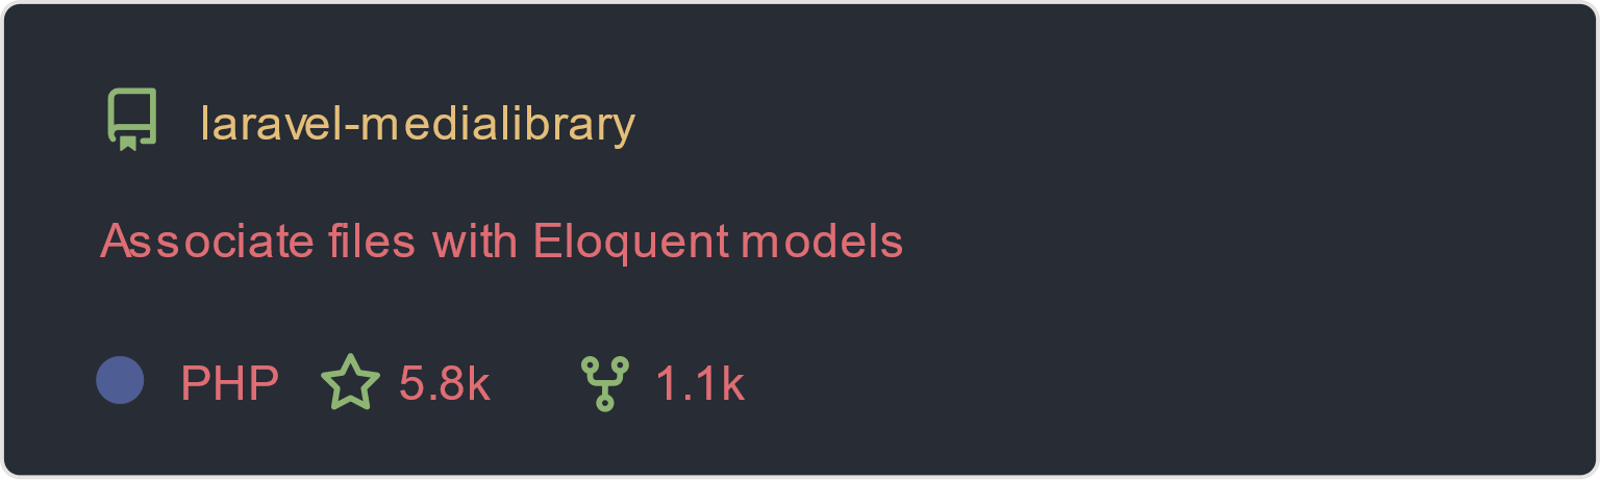 laravel-medialibrary
Associate files with Eloquent models
PHP 5.8k 1.1k